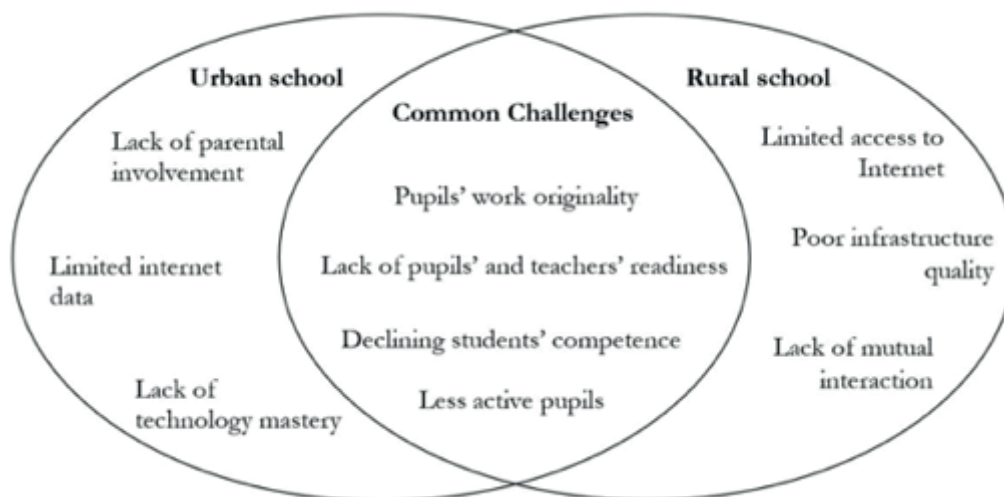 Urban school
Lack of parental
involvement
Limited internet
data
Lack of
technology mastery
Common Challenges
Pupils' work originality
Lack of pupils' and teachers' readiness
Declining students' competence
Less active pupils
Rural school
Limited access to
Internet
Poor infrastructure
quality
Lack of mutual
interaction